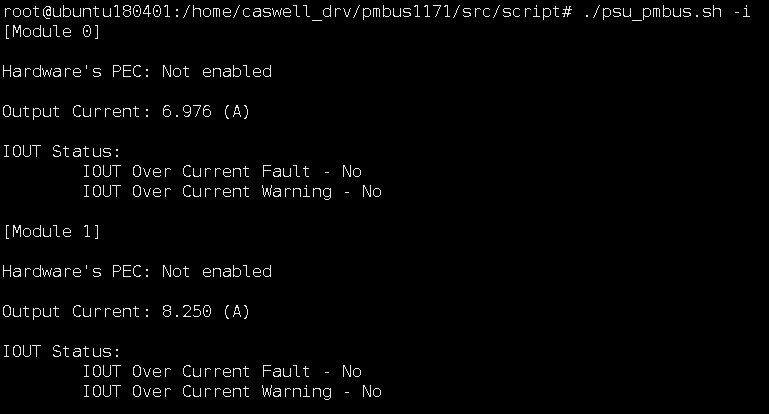 root@ubuntu180401:/home/caswell_drv/pmbus1171/src/script# ./psu_pmbus.sh -i
[Module 0]
Hardware's PEC: Not enabled
Output Current: 6.976 (A)
IOUT Status:
IOUT Over Current Fault - No
IOUT Over Current Warning - No
[Module 1]
Hardware's PEC: Not enabled
Output Current: 8.250 (A)
IOUT Status:
IOUT Over Current Fault - No
IOUT Over Current Warning - No